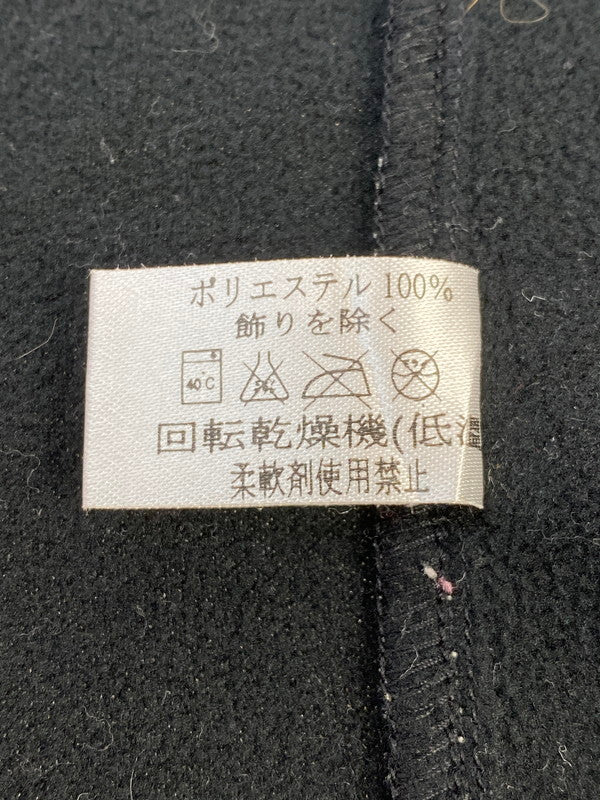 ポリエステル 100%
飾りを除く
40℃
回転乾燥機(低温
柔軟剤使用禁止